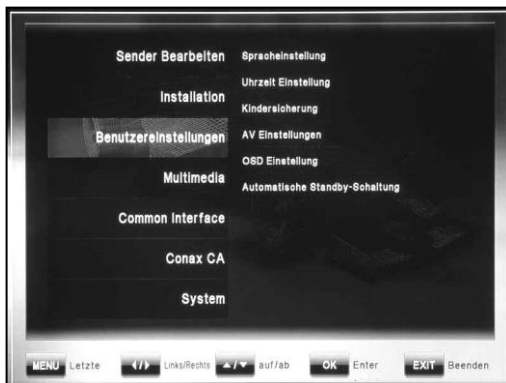 Sender Bearbeiten
Installation
Benutzereinstellungen
Multimedia
Common Interface
Conax CA
System
Spracheinstellung
Uhrzeit Einstellung
Kindersicherung
AV Einstellungen
OSD Einstellung
Automatische Standby-Schaltung
MENU Letzte Links/Rechts auf/ab OK Enter EXIT Beenden